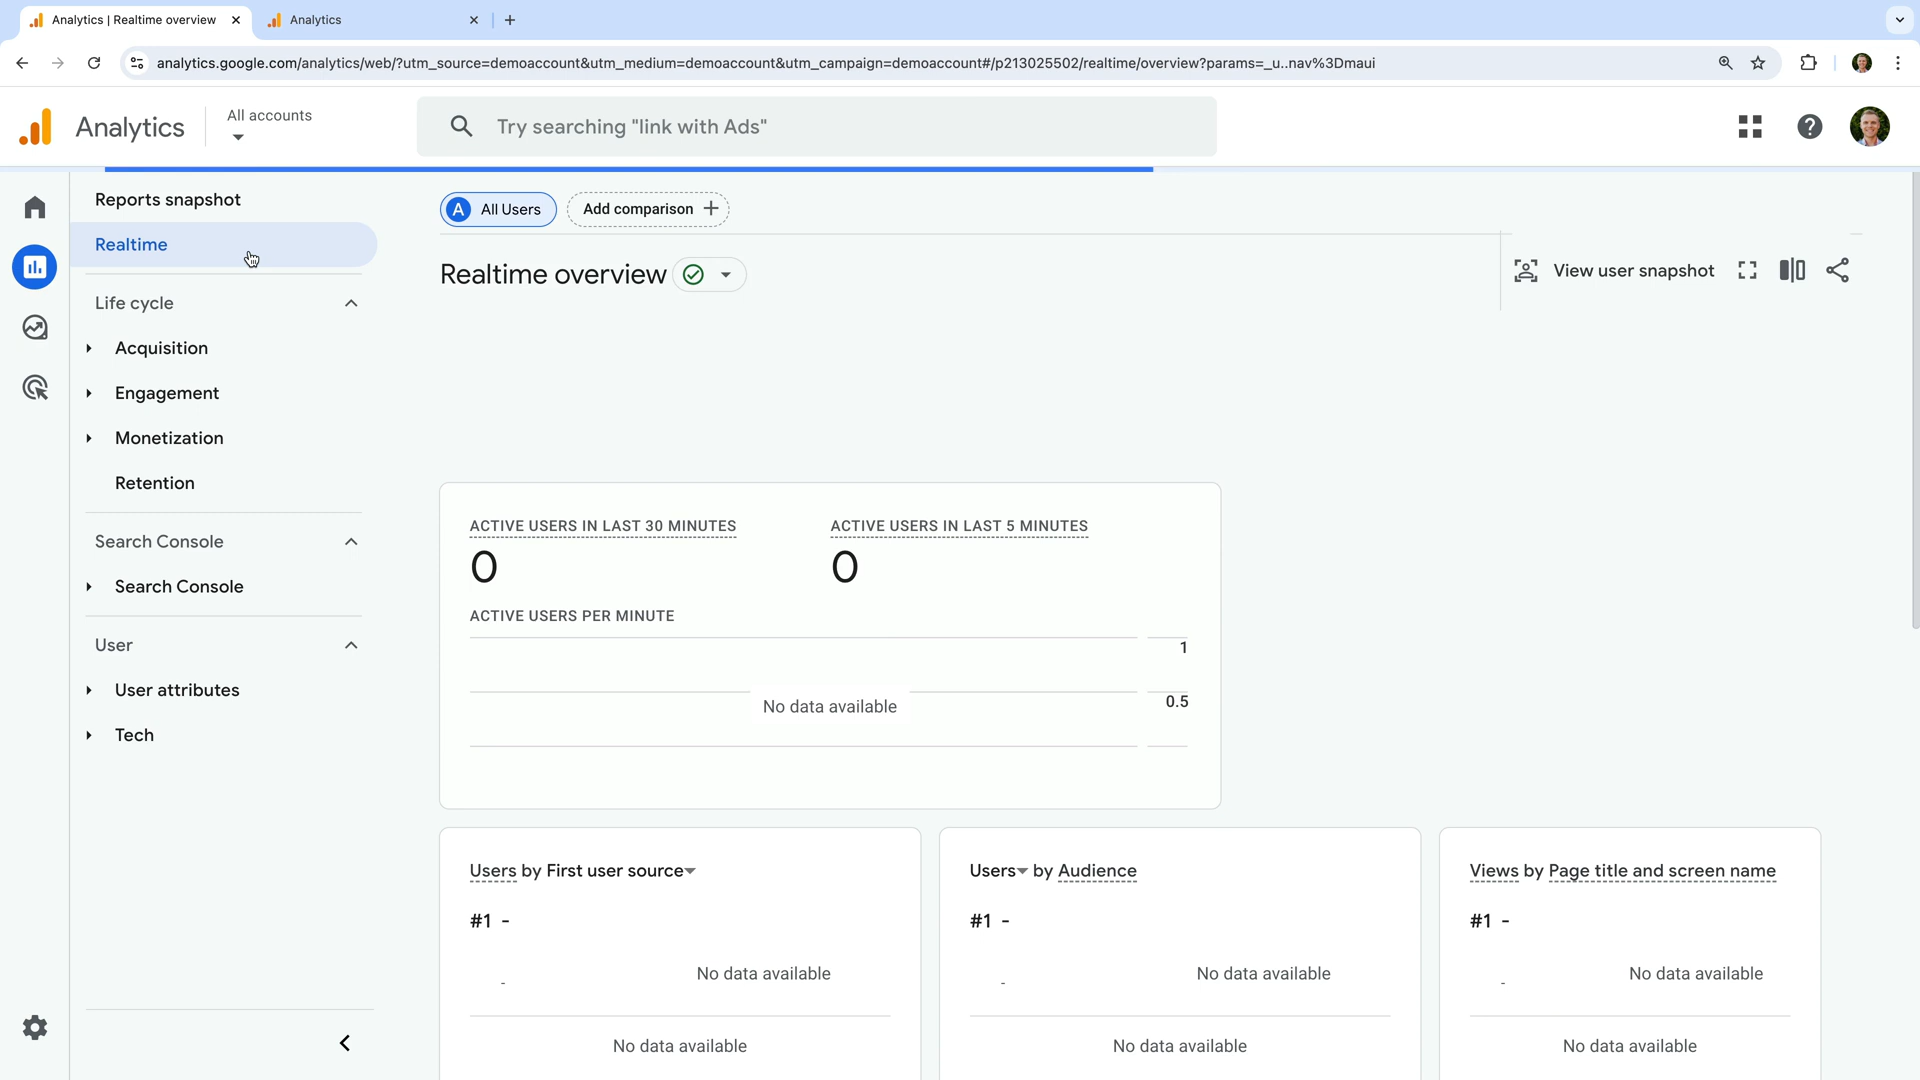 Analytics | Realtime overview
Analytics
analytics.google.com/analytics/web/?utm_source=demoaccount&utm_medium=demoaccount&utm_campaign=demoaccount#/p213025502/realtime/overview?params=_u..nav%3Dmaui
Analytics
All accounts
Try searching "link with Ads"
Reports snapshot
Realtime
Life cycle
Acquisition
Engagement
Monetization
Retention
Search Console
Search Console
User
User attributes
Tech
A All Users
Add comparison
Realtime overview
View user snapshot
ACTIVE USERS IN LAST 30 MINUTES
0
ACTIVE USERS IN LAST 5 MINUTES
0
ACTIVE USERS PER MINUTE
1
0.5
No data available
Users by First user source
#1 -
-
No data available
No data available
Users by Audience
#1 -
-
No data available
No data available
Views by Page title and screen name
#1 -
-
No data available
No data available